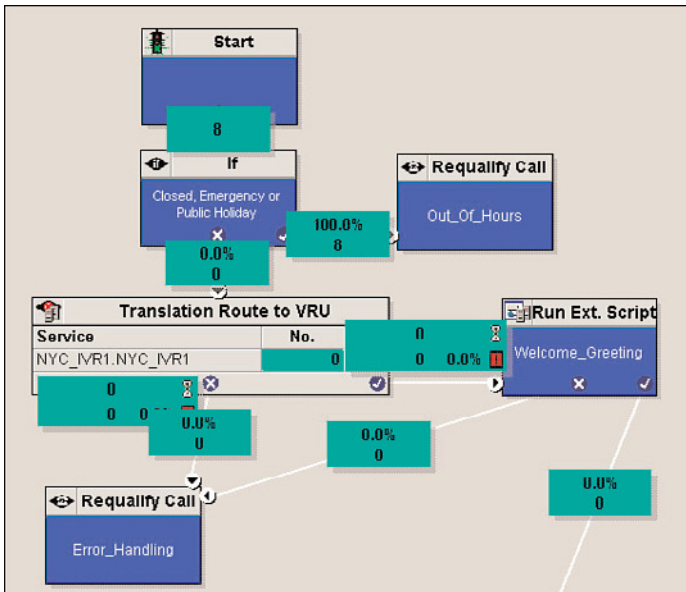 Start
8
If
Closed, Emergency or
Public Holiday
Requalify Call
Out_Of_Hours
100.0%
8
0.0%
0
Translation Route to VRU
Service No.
NYC_IVR1.NYC_IVR1 0
0
0 0.0%
Run Ext. Script
Welcome_Greeting
0
0
0.0%
0
0.0%
0
0.0%
0
Requalify Call
Error_Handling